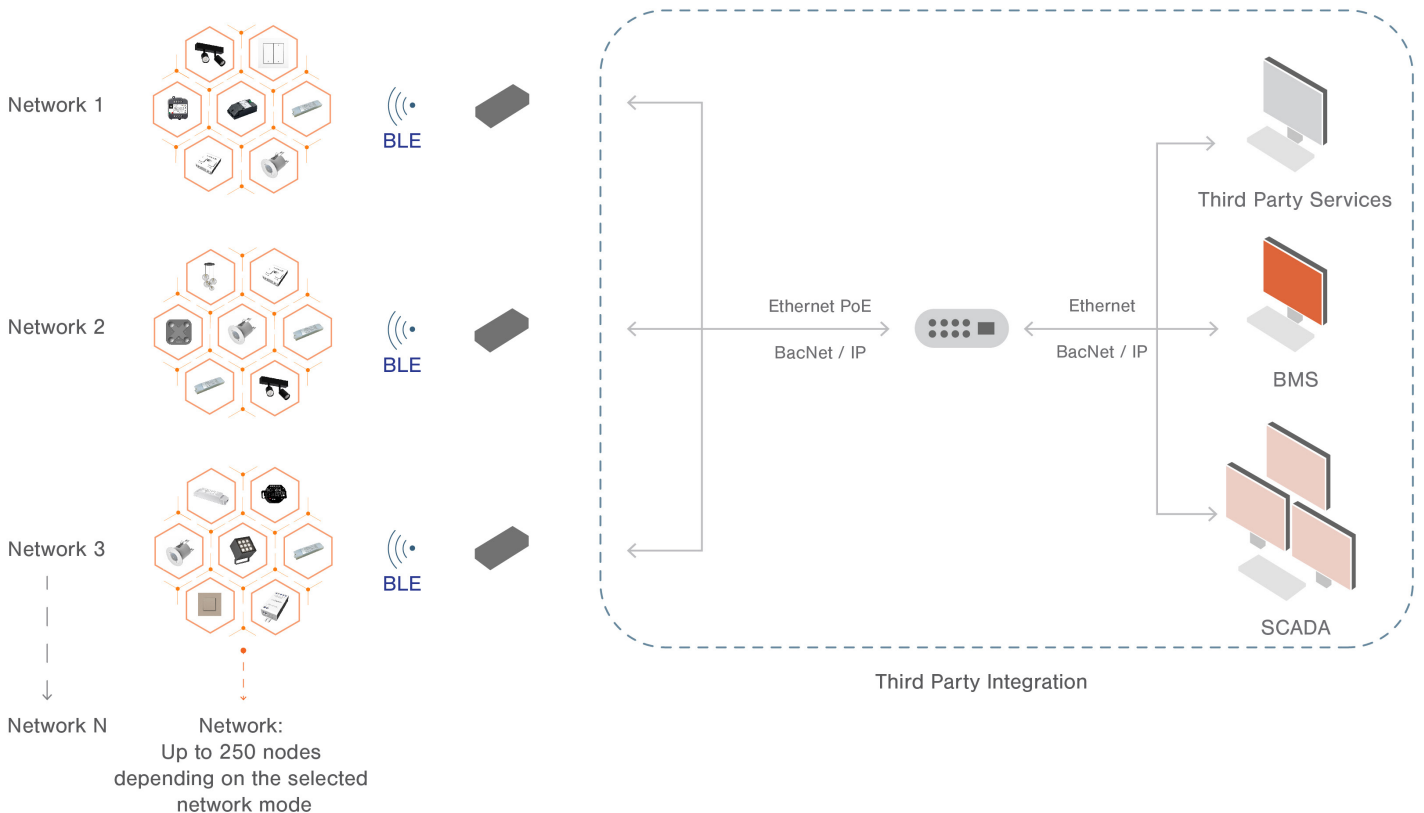 Network 1
BLE
Third Party Services
Network 2
BLE
Ethernet PoE
BacNet / IP
Ethernet
BacNet / IP
BMS
Network 3
BLE
SCADA
Third Party Integration
Network N
Network:
Up to 250 nodes
depending on the selected
network mode